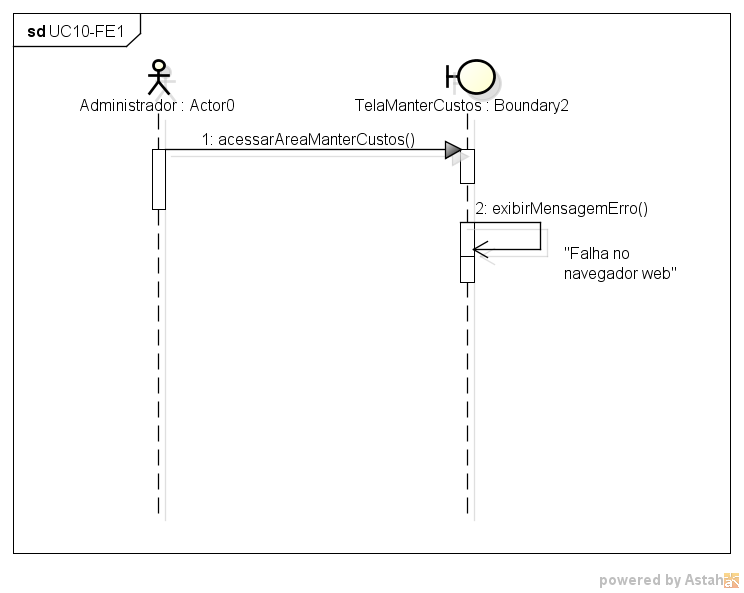 sd UC10-FE1
Administrador : Actor0
TelaManterCustos : Boundary2
1: acessarAreaManterCustos()
2: exibirMensagemErro()
"Falha no
navegador web"
powered by Astah